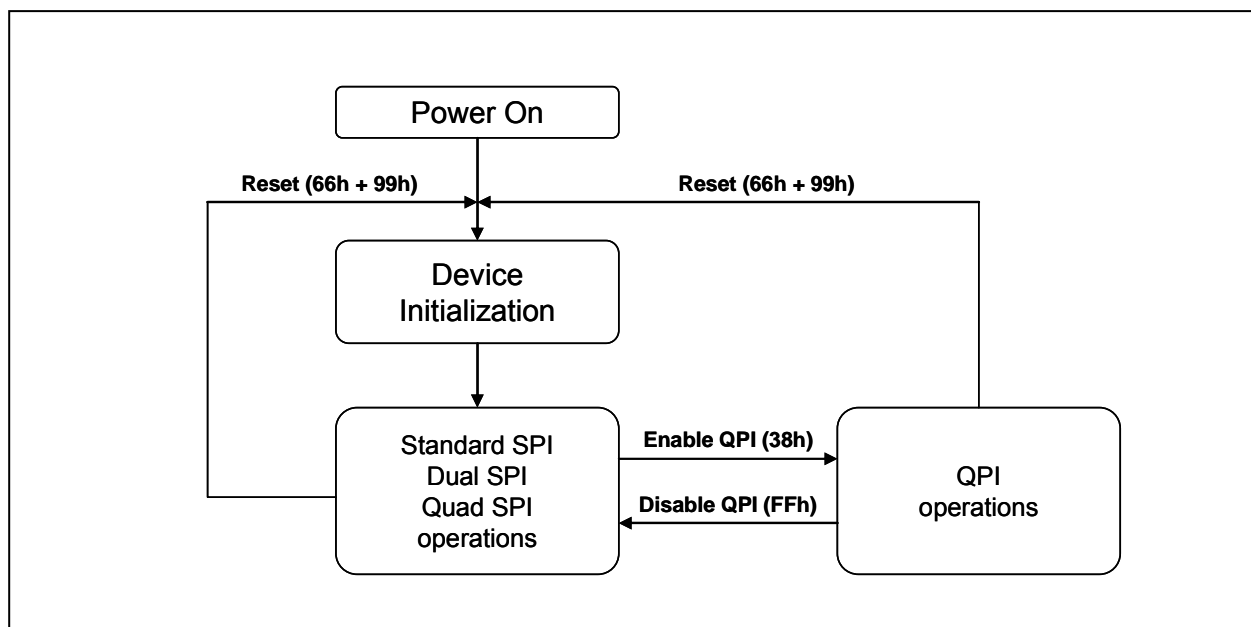 Power On
Reset (66h + 99h)
Reset (66h + 99h)
Device
Initialization
Standard SPI
Dual SPI
Quad SPI
operations
Enable QPI (38h)
Disable QPI (FFh)
QPI
operations